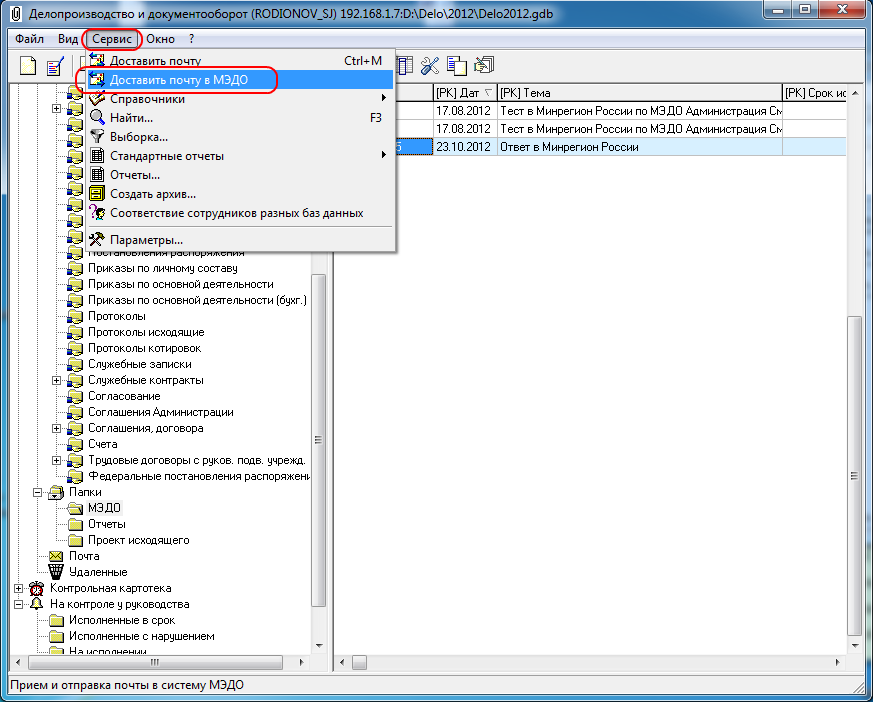 Делопроизводство и документооборот (RODIONOV_SJ) 192.168.1.7:D:\Delo\2012\Delo2012.gdb
Файл Вид Сервис Окно ?
Доставить почту Ctrl+M
Доставить почту в МЭДО
Справочники
Найти... F3
Выборка...
Стандартные отчеты
Отчеты...
Создать архив...
Соответствие сотрудников разных баз данных
Параметры...
[РК] Дат [РК] Тема [РК] Срок ис
17.08.2012 Тест в Минрегион России по МЭДО Администрация См
17.08.2012 Тест в Минрегион России по МЭДО Администрация См
23.10.2012 Ответ в Минрегион России
Постановления распоряжения
Приказы по личному составу
Приказы по основной деятельности
Приказы по основной деятельности (бухг.)
Протоколы
Протоколы исходящие
Протоколы котировок
Служебные записки
Служебные контракты
Согласование
Соглашения Администрации
Соглашения, договора
Счета
Трудовые договоры с руков. подв. учрежд.
Федеральные постановления распоряжени
Папки
МЭДО
Отчеты
Проект исходящего
Почта
Удаленные
Контрольная картотека
На контроле у руководства
Исполненные в срок
Исполненные с нарушением
На исполнении
Прием и отправка почты в систему МЭДО